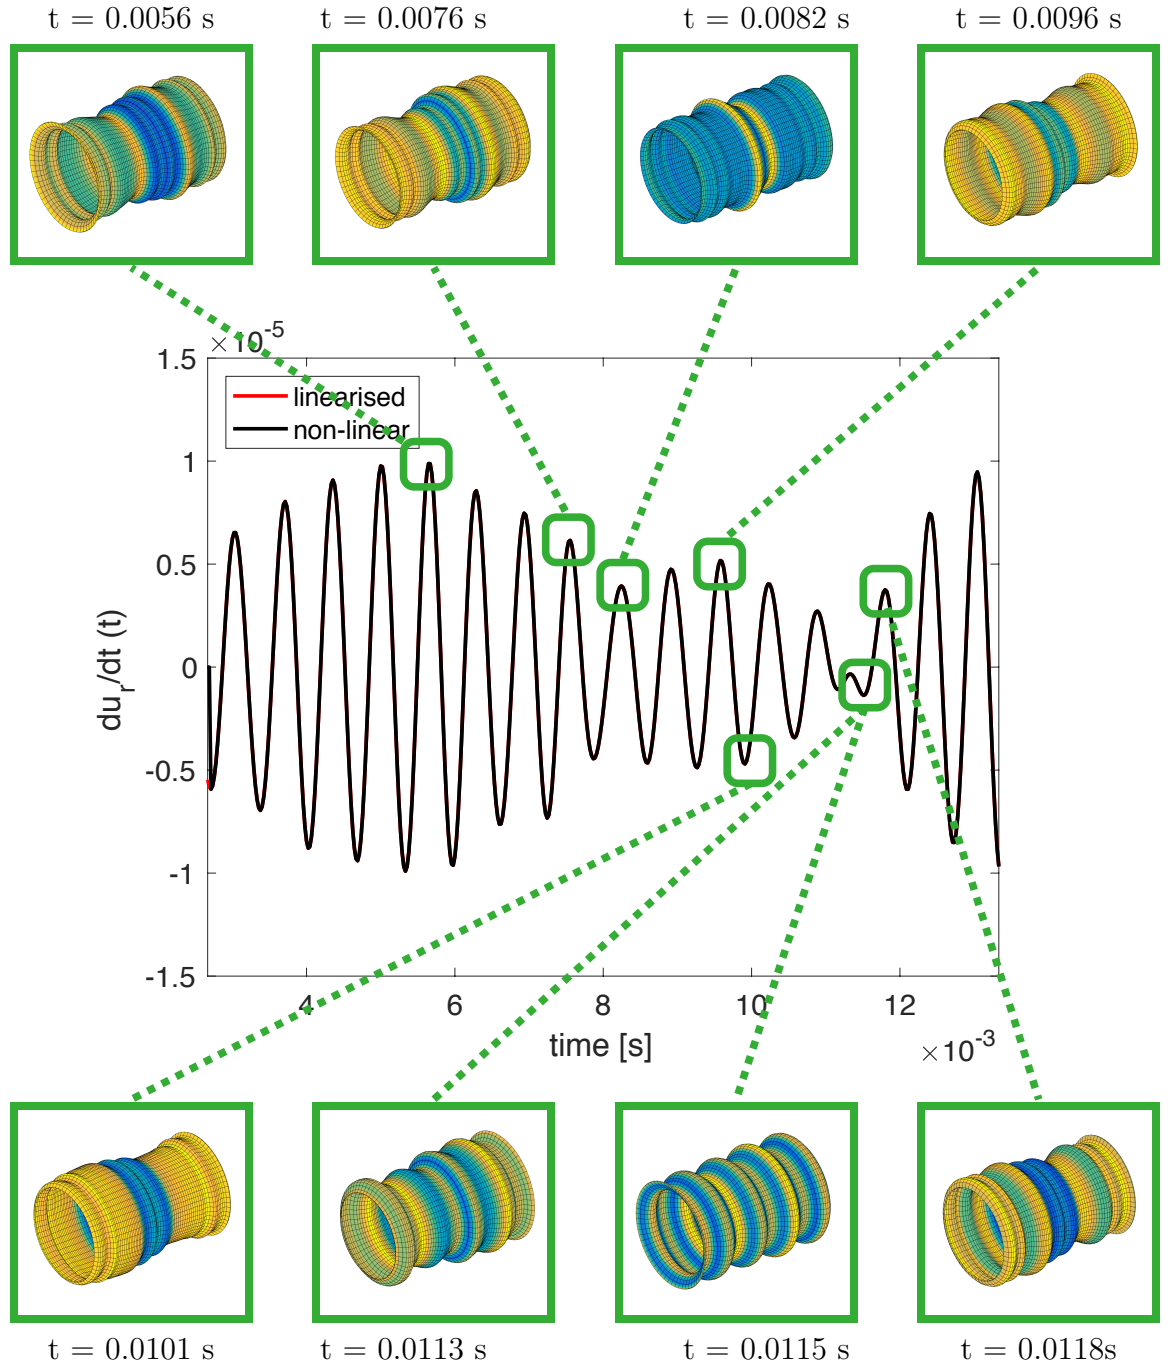 t = 0.0056 s
t = 0.0076 s
t = 0.0082 s
t = 0.0096 s
× 10-5
1.5
1
0.5
0
-0.5
-1
-1.5
linearised
non-linear
du_r/dt (t)
4 6 8 10 12
time [s]
× 10-3
t = 0.0101 s
t = 0.0113 s
t = 0.0115 s
t = 0.0118s